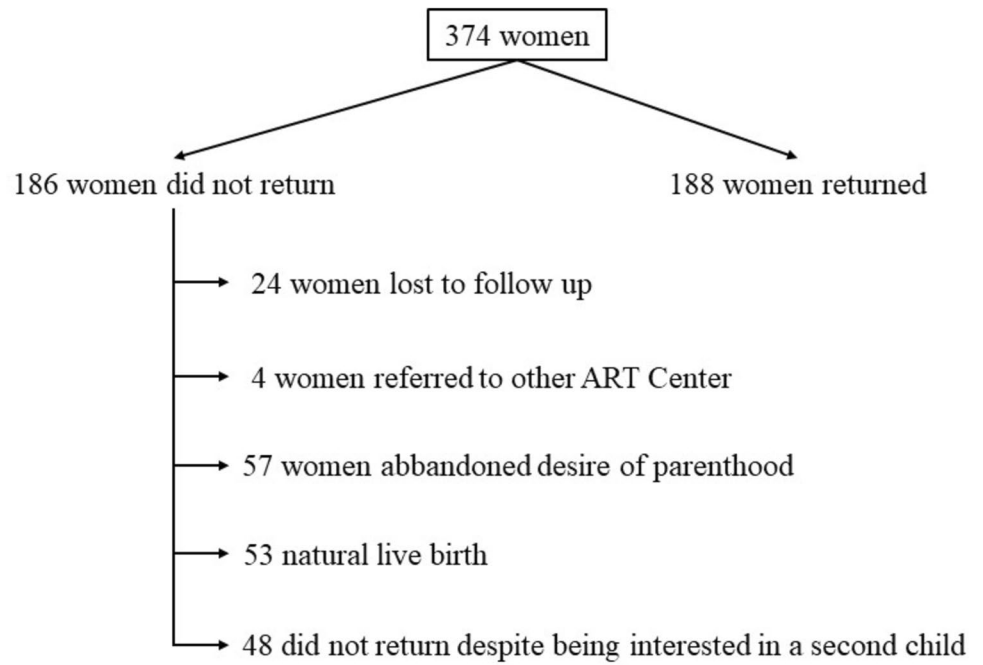 374 women
186 women did not return
188 women returned
24 women lost to follow up
4 women referred to other ART Center
57 women abbandoned desire of parenthood
53 natural live birth
48 did not return despite being interested in a second child